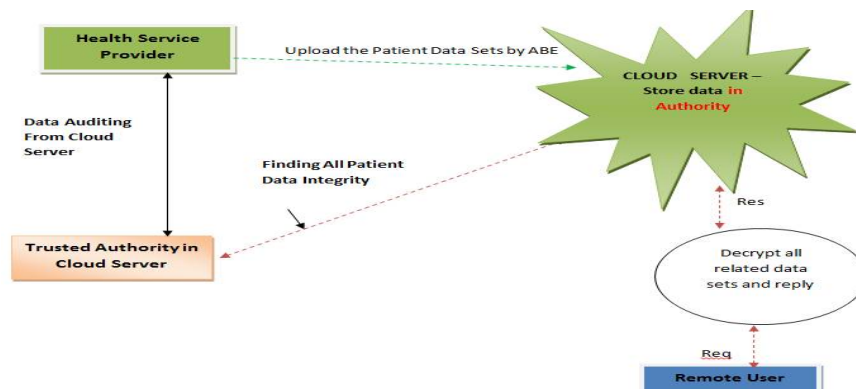 Health Service
Provider
Upload the Patient Data Sets by ABE
CLOUD SERVER –
Store data in
Authority
Data Auditing
From Cloud
Server
Finding All Patient
Data Integrity
Res
Trusted Authority in
Cloud Server
Decrypt all
related data
sets and reply
Req
Remote User